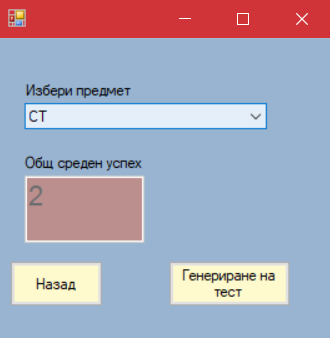 Избери предмет
СТ
Общ среден успех
2
Назад
Генериране на
тест